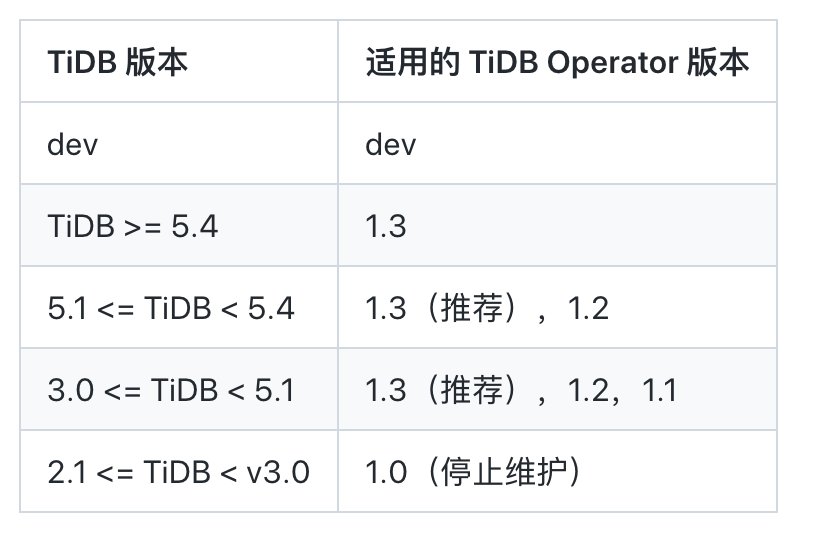 TiDB 版本 适用的 TiDB Operator 版本
dev dev
TiDB >= 5.4 1.3
5.1 <= TiDB < 5.4 1.3（推荐），1.2
3.0 <= TiDB < 5.1 1.3（推荐），1.2，1.1
2.1 <= TiDB < v3.0 1.0（停止维护）